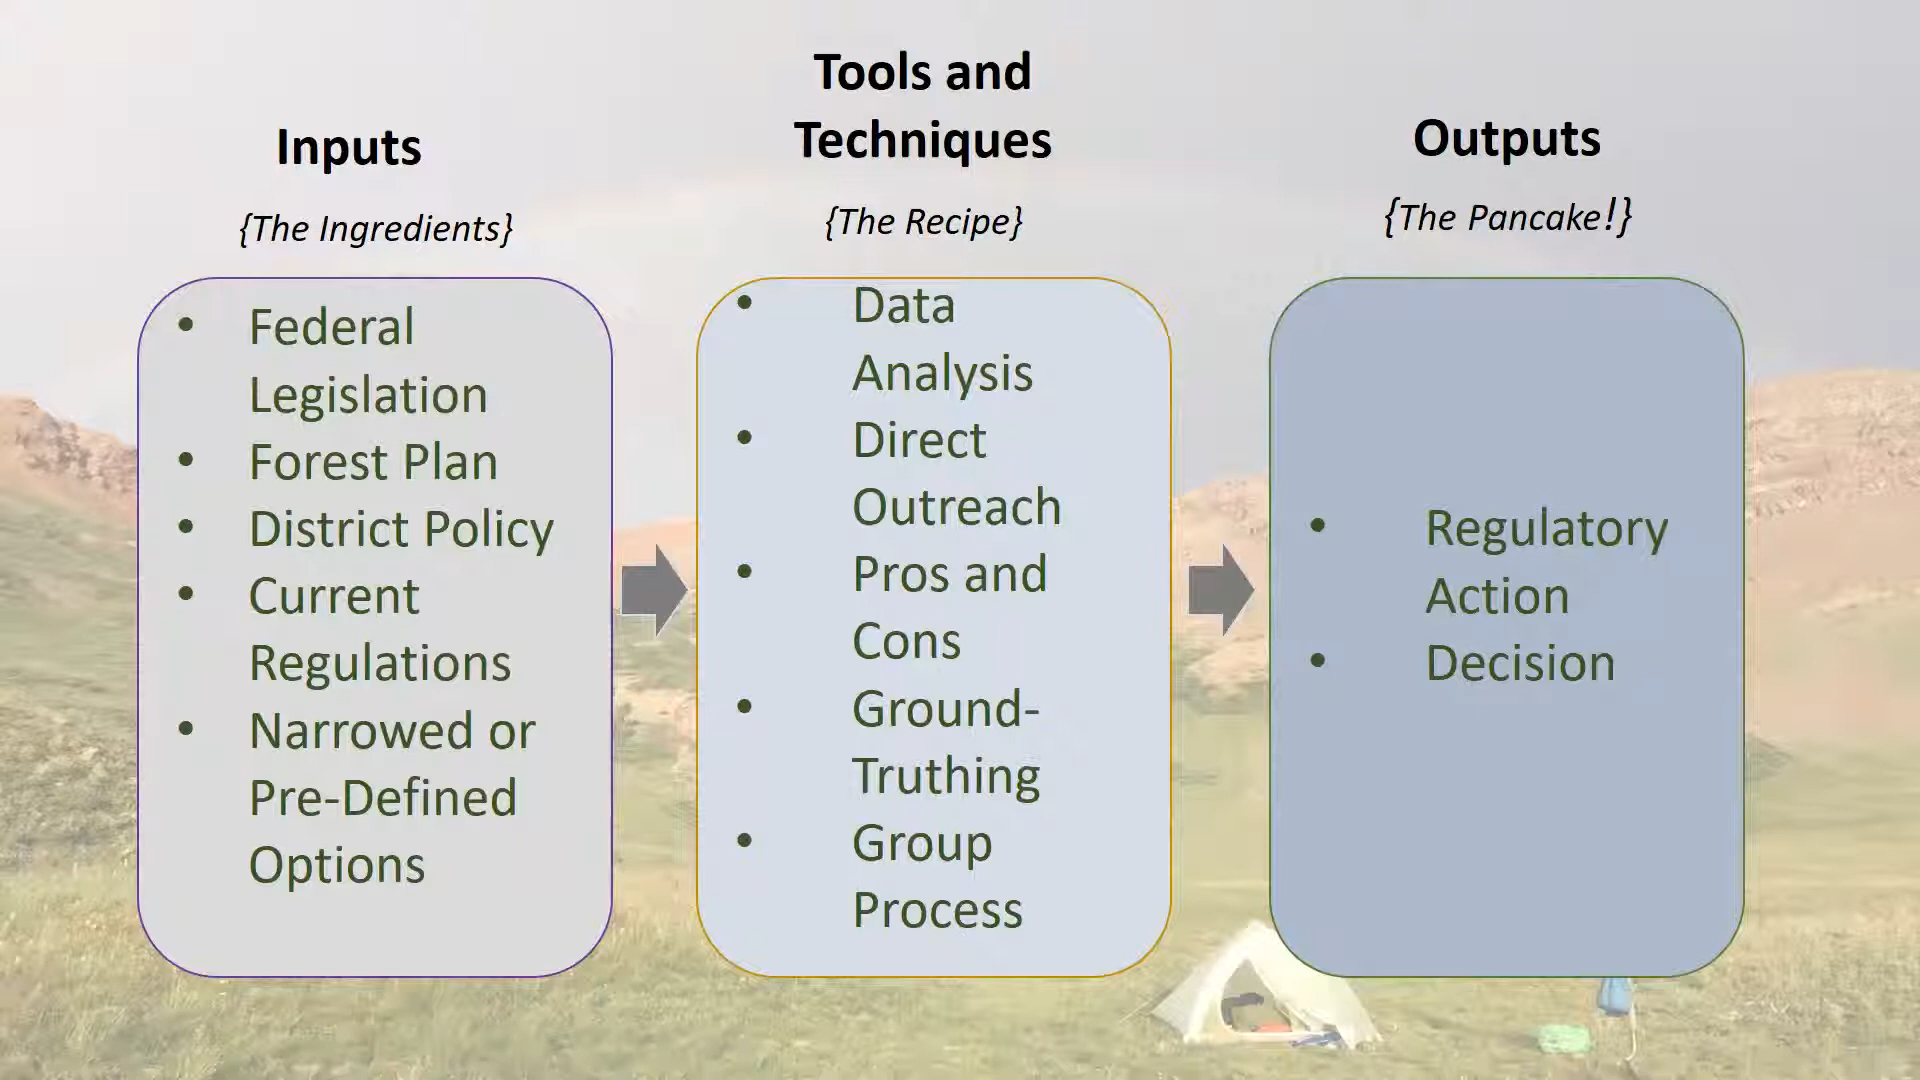 Inputs
{The Ingredients}
• Federal
Legislation
• Forest Plan
• District Policy
• Current
Regulations
• Narrowed or
Pre-Defined
Options
Tools and
Techniques
{The Recipe}
• Data
Analysis
• Direct
Outreach
• Pros and
Cons
• Ground-
Truthing
• Group
Process
Outputs
{The Pancake!}
• Regulatory
Action
• Decision